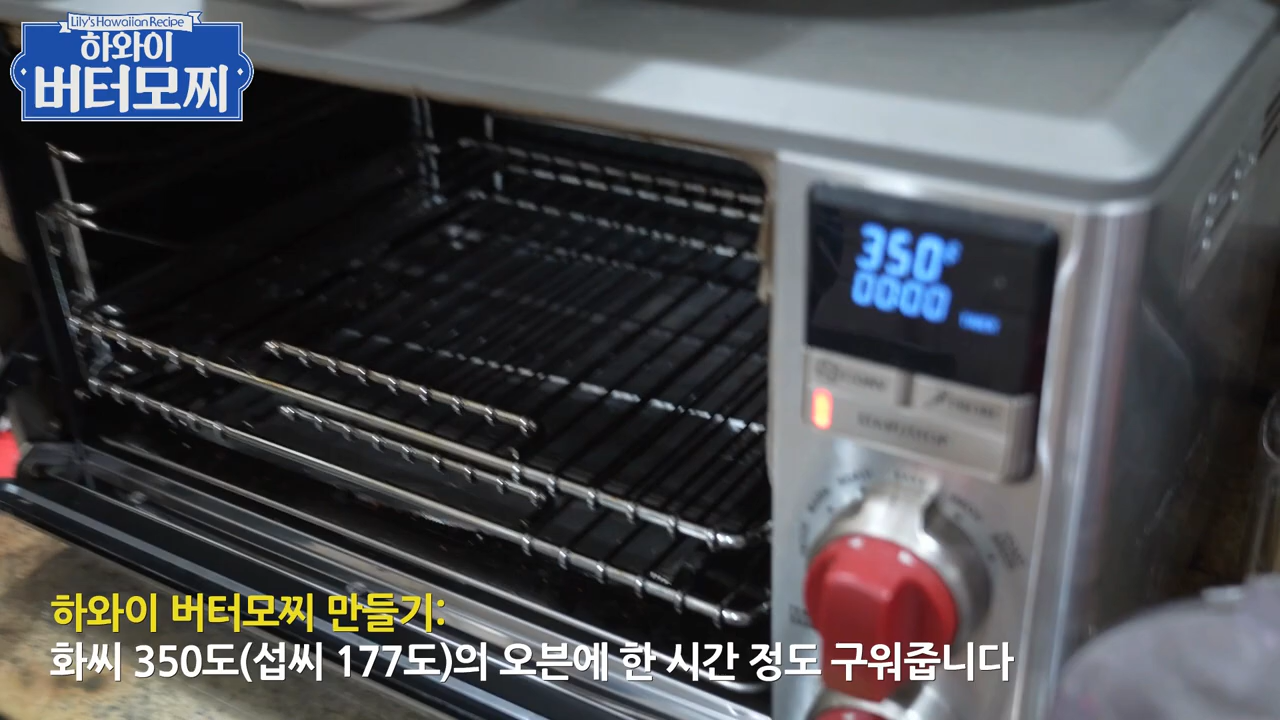 Lily's Hawaiian Recipe
하와이
버터모찌
350°
0000
하와이 버터모찌 만들기:
화씨 350도(섭씨 177도)의 오븐에 한 시간 정도 구워줍니다